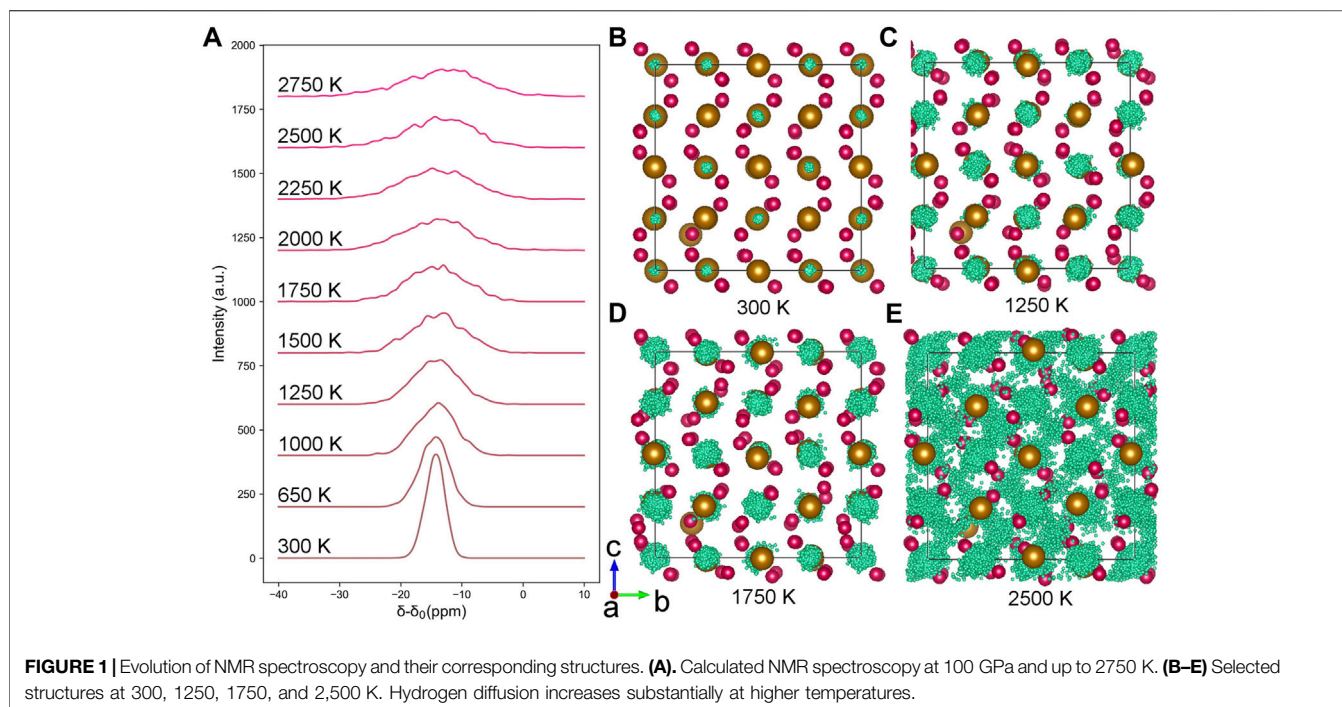 A
2000
1750
1500
1250
1000
750
500
250
0
Intensity (a.u.)
2750 K
2500 K
2250 K
2000 K
1750 K
1500 K
1250 K
1000 K
650 K
300 K
−40
−30
−20
−10
0
10
δ-δ0(ppm)
B
300 K
C
1250 K
D
1750 K
c
a
b
E
2500 K
FIGURE 1 | Evolution of NMR spectroscopy and their corresponding structures. (A). Calculated NMR spectroscopy at 100 GPa and up to 2750 K. (B–E) Selected
structures at 300, 1250, 1750, and 2,500 K. Hydrogen diffusion increases substantially at higher temperatures.